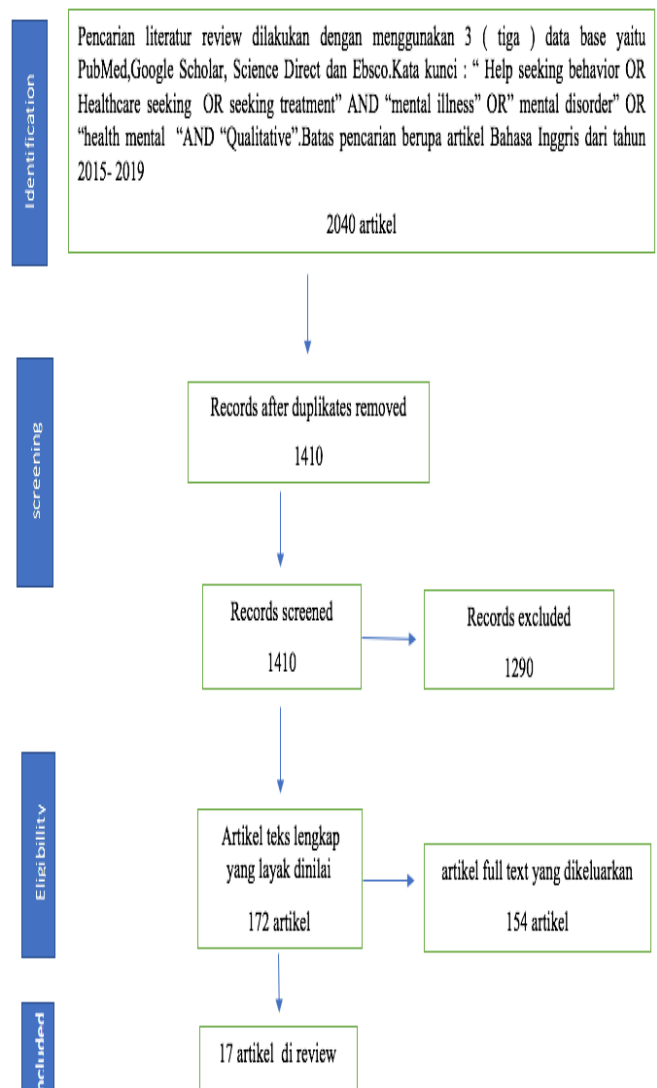 Identification
Pencarian literatur review dilakukan dengan menggunakan 3 ( tiga ) data base yaitu
PubMed,Google Scholar, Science Direct dan Ebsco.Kata kunci : “ Help seeking behavior OR
Healthcare seeking OR seeking treatment” AND “mental illness” OR” mental disorder” OR
“health mental “AND “Qualitative”.Batas pencarian berupa artikel Bahasa Inggris dari tahun
2015- 2019
2040 artikel
screening
Records after duplikates removed
1410
Records screened
1410
Records excluded
1290
Eligibillity
Artikel teks lengkap
yang layak dinilai
172 artikel
artikel full text yang dikeluarkan
154 artikel
ncluded
17 artikel di review